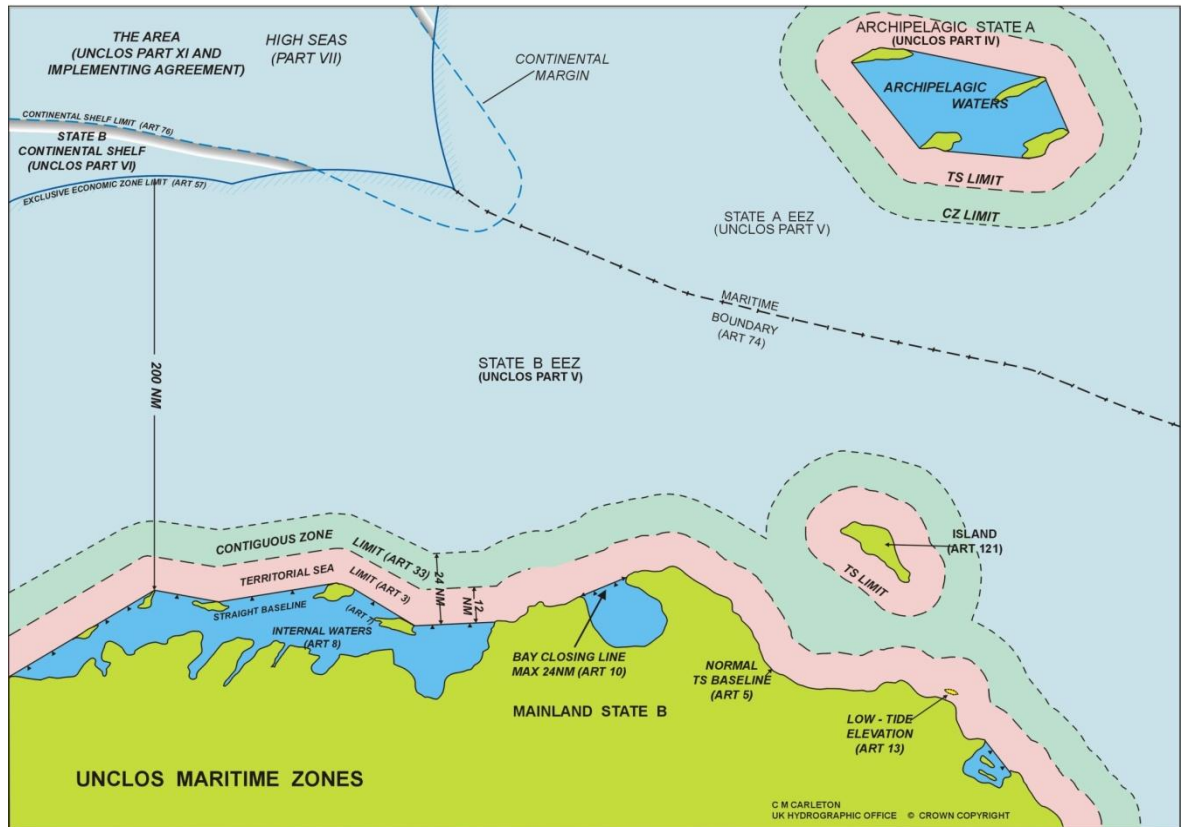 THE AREA
(UNCLOS PART XI AND
IMPLEMENTING AGREEMENT)
HIGH SEAS
(PART VII)
CONTINENTAL
MARGIN
ARCHIPELAGIC STATE A
(UNCLOS PART IV)
ARCHIPELAGIC
WATERS
TS LIMIT
CZ LIMIT
CONTINENTAL SHELF LIMIT (ART 76)
STATE B
CONTINENTAL SHELF
(UNCLOS PART VI)
EXCLUSIVE ECONOMIC ZONE LIMIT (ART 57)
STATE A EEZ
(UNCLOS PART V)
MARITIME
BOUNDARY
(ART 74)
200 NM
STATE B EEZ
(UNCLOS PART V)
CONTIGUOUS ZONE
LIMIT (ART 33)
24 NM
TERRITORIAL SEA
LIMIT (ART 3)
12 NM
STRAIGHT BASELINE
(ART 7)
INTERNAL WATERS
(ART 8)
ISLAND
(ART 121)
TS LIMIT
BAY CLOSING LINE
MAX 24NM (ART 10)
NORMAL
TS BASELINE
(ART 5)
MAINLAND STATE B
LOW - TIDE
ELEVATION
(ART 13)
UNCLOS MARITIME ZONES
C M CARLETON
UK HYDROGRAPHIC OFFICE © CROWN COPYRIGHT